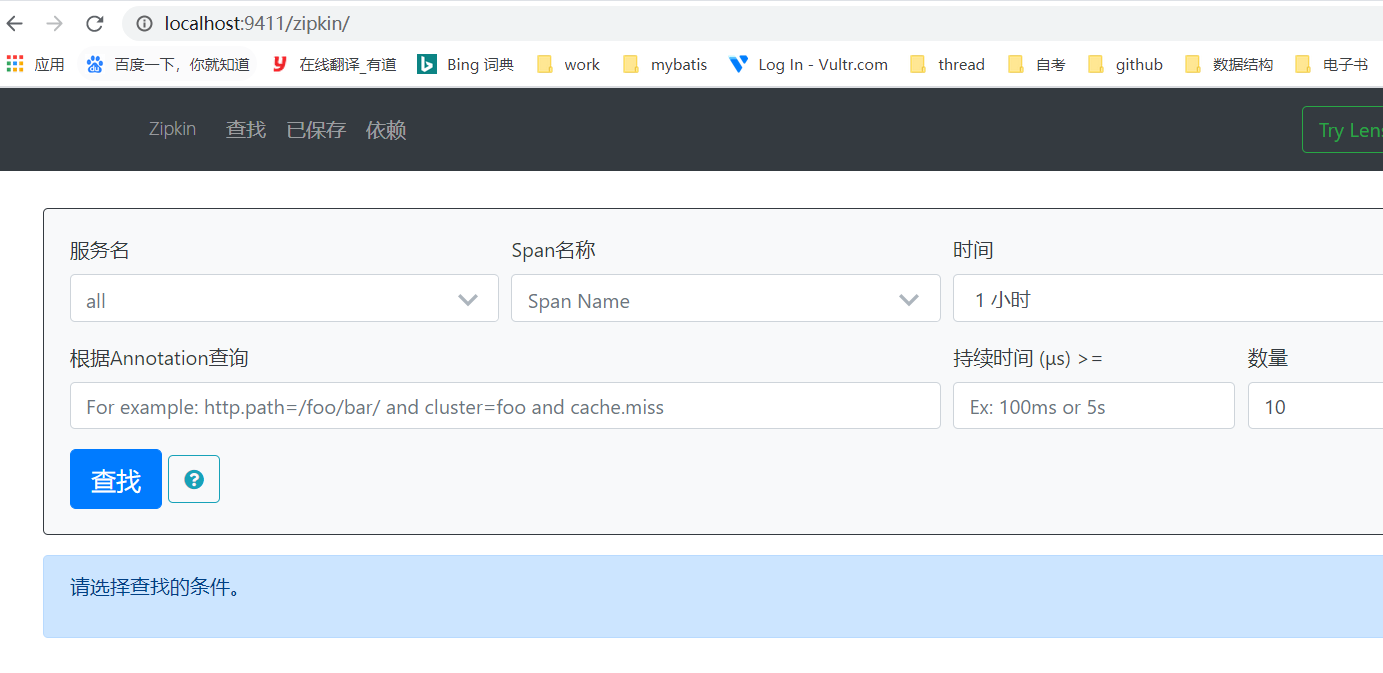 localhost:9411/zipkin/
应用 百度一下，你就知道 在线翻译_有道 Bing 词典 work mybatis Log In - Vultr.com thread 自考 github 数据结构 电子书
Zipkin 查找 已保存 依赖 Try Lens
服务名 Span名称 时间
all Span Name 1 小时
根据Annotation查询 持续时间 (μs) >= 数量
For example: http.path=/foo/bar/ and cluster=foo and cache.miss Ex: 100ms or 5s 10
查找 ?
请选择查找的条件。